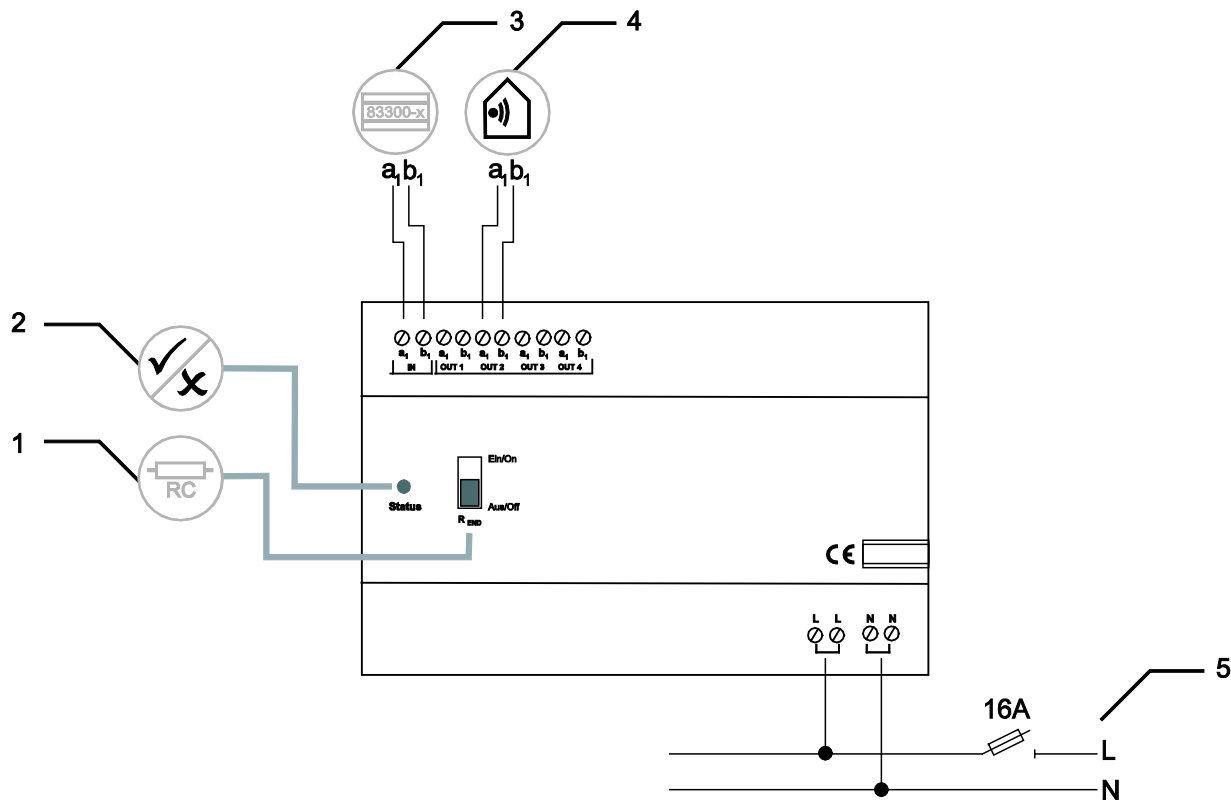 3
4
83300-x
a1 b1
a1 b1
2
a1 b1 a1 b1 a1 b1 a1 b1 a1 b1
IN OUT 1 OUT 2 OUT 3 OUT 4
1
RC
Ein/On
Status
Aus/Off
R END
CE
L L N N
5
16A
L
N